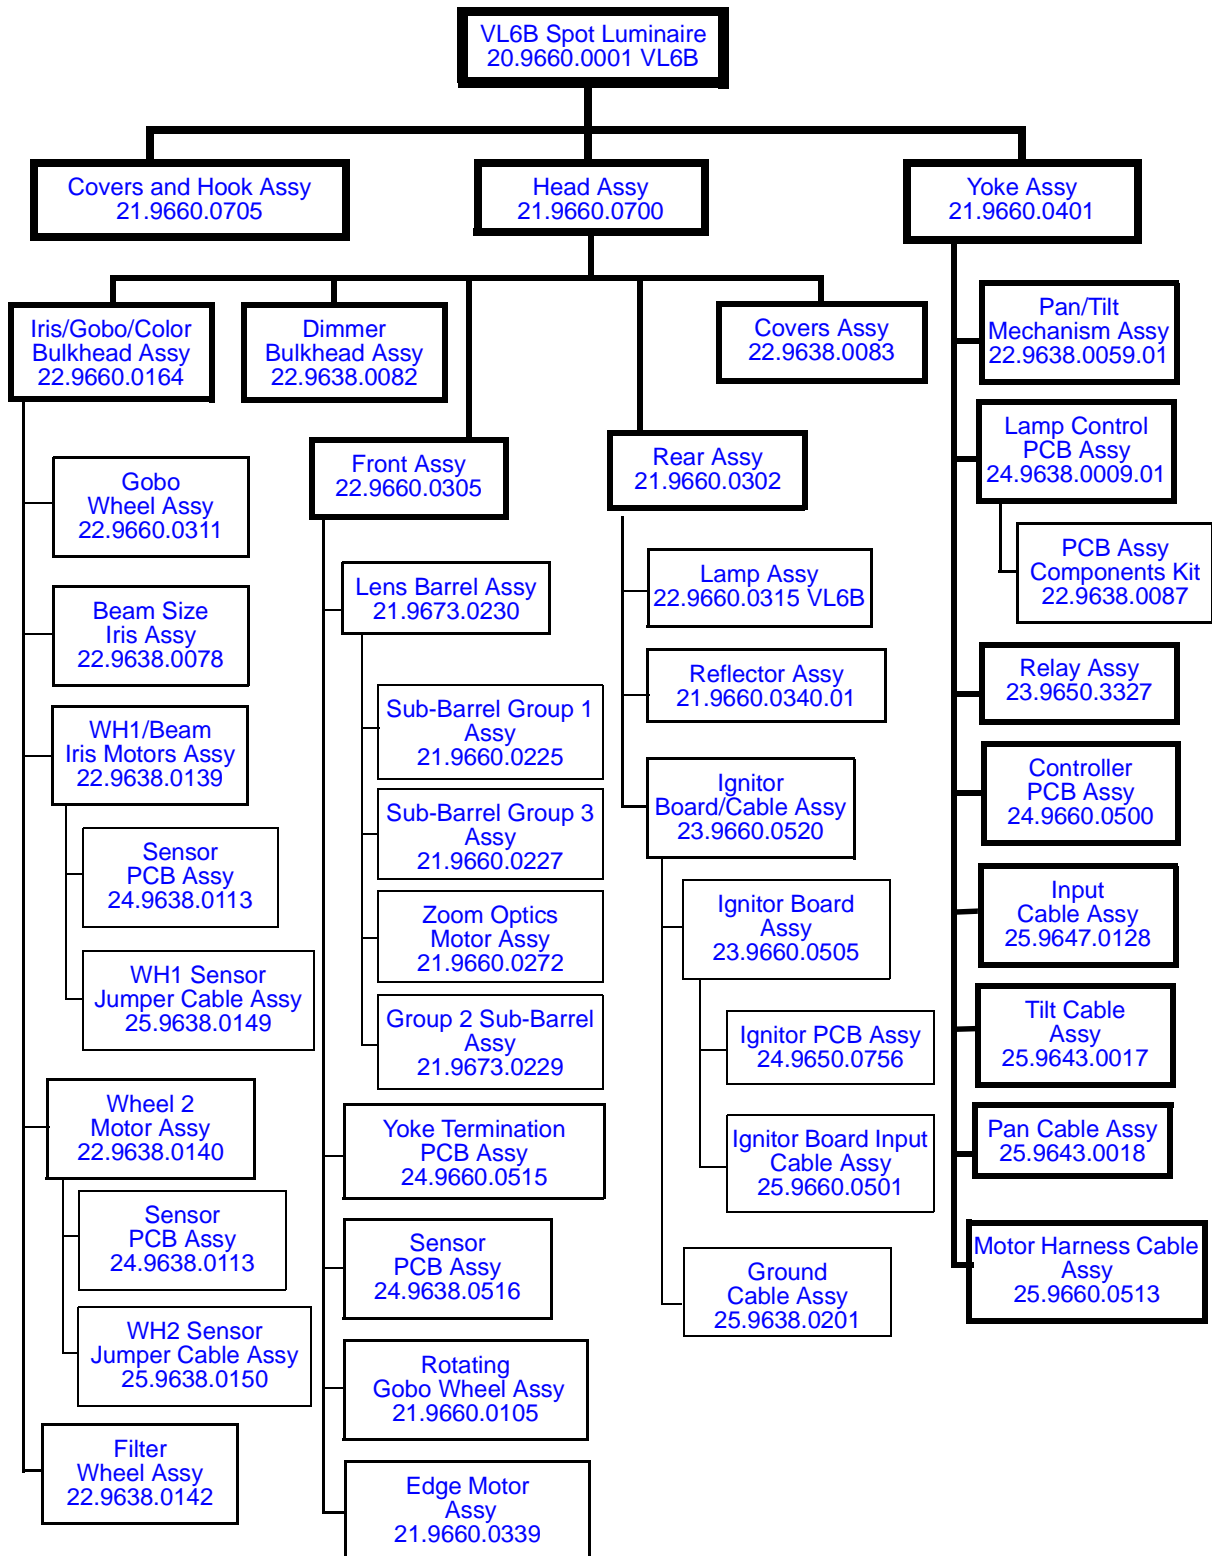 VL6B Spot Luminaire
20.9660.0001 VL6B
Covers and Hook Assy
21.9660.0705
Head Assy
21.9660.0700
Yoke Assy
21.9660.0401
Iris/Gobo/Color
Bulkhead Assy
22.9660.0164
Dimmer
Bulkhead Assy
22.9638.0082
Covers Assy
22.9638.0083
Front Assy
22.9660.0305
Rear Assy
21.9660.0302
Gobo
Wheel Assy
22.9660.0311
Beam Size
Iris Assy
22.9638.0078
WH1/Beam
Iris Motors Assy
22.9638.0139
Sensor
PCB Assy
24.9638.0113
WH1 Sensor
Jumper Cable Assy
25.9638.0149
Wheel 2
Motor Assy
22.9638.0140
Sensor
PCB Assy
24.9638.0113
WH2 Sensor
Jumper Cable Assy
25.9638.0150
Filter
Wheel Assy
22.9638.0142
Lens Barrel Assy
21.9673.0230
Sub-Barrel Group 1
Assy
21.9660.0225
Sub-Barrel Group 3
Assy
21.9660.0227
Zoom Optics
Motor Assy
21.9660.0272
Group 2 Sub-Barrel
Assy
21.9673.0229
Yoke Termination
PCB Assy
24.9660.0515
Sensor
PCB Assy
24.9638.0516
Rotating
Gobo Wheel Assy
21.9660.0105
Edge Motor
Assy
21.9660.0339
Lamp Assy
22.9660.0315 VL6B
Reflector Assy
21.9660.0340.01
Ignitor
Board/Cable Assy
23.9660.0520
Ignitor Board
Assy
23.9660.0505
Ignitor PCB Assy
24.9650.0756
Ignitor Board Input
Cable Assy
25.9660.0501
Ground
Cable Assy
25.9638.0201
Pan/Tilt
Mechanism Assy
22.9638.0059.01
Lamp Control
PCB Assy
24.9638.0009.01
PCB Assy
Components Kit
22.9638.0087
Relay Assy
23.9650.3327
Controller
PCB Assy
24.9660.0500
Input
Cable Assy
25.9647.0128
Tilt Cable
Assy
25.9643.0017
Pan Cable Assy
25.9643.0018
Motor Harness Cable
Assy
25.9660.0513